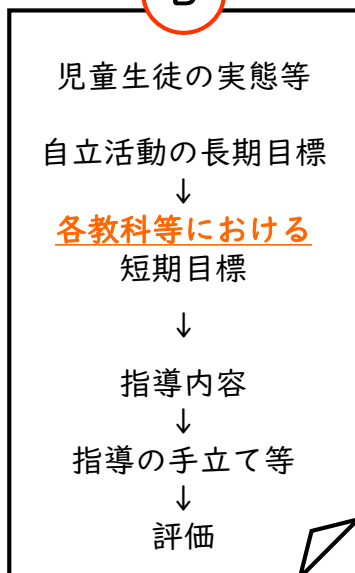 児童生徒の実態等
自立活動の長期目標
↓
各教科等における
短期目標
↓
指導内容
↓
指導の手立て等
↓
評価